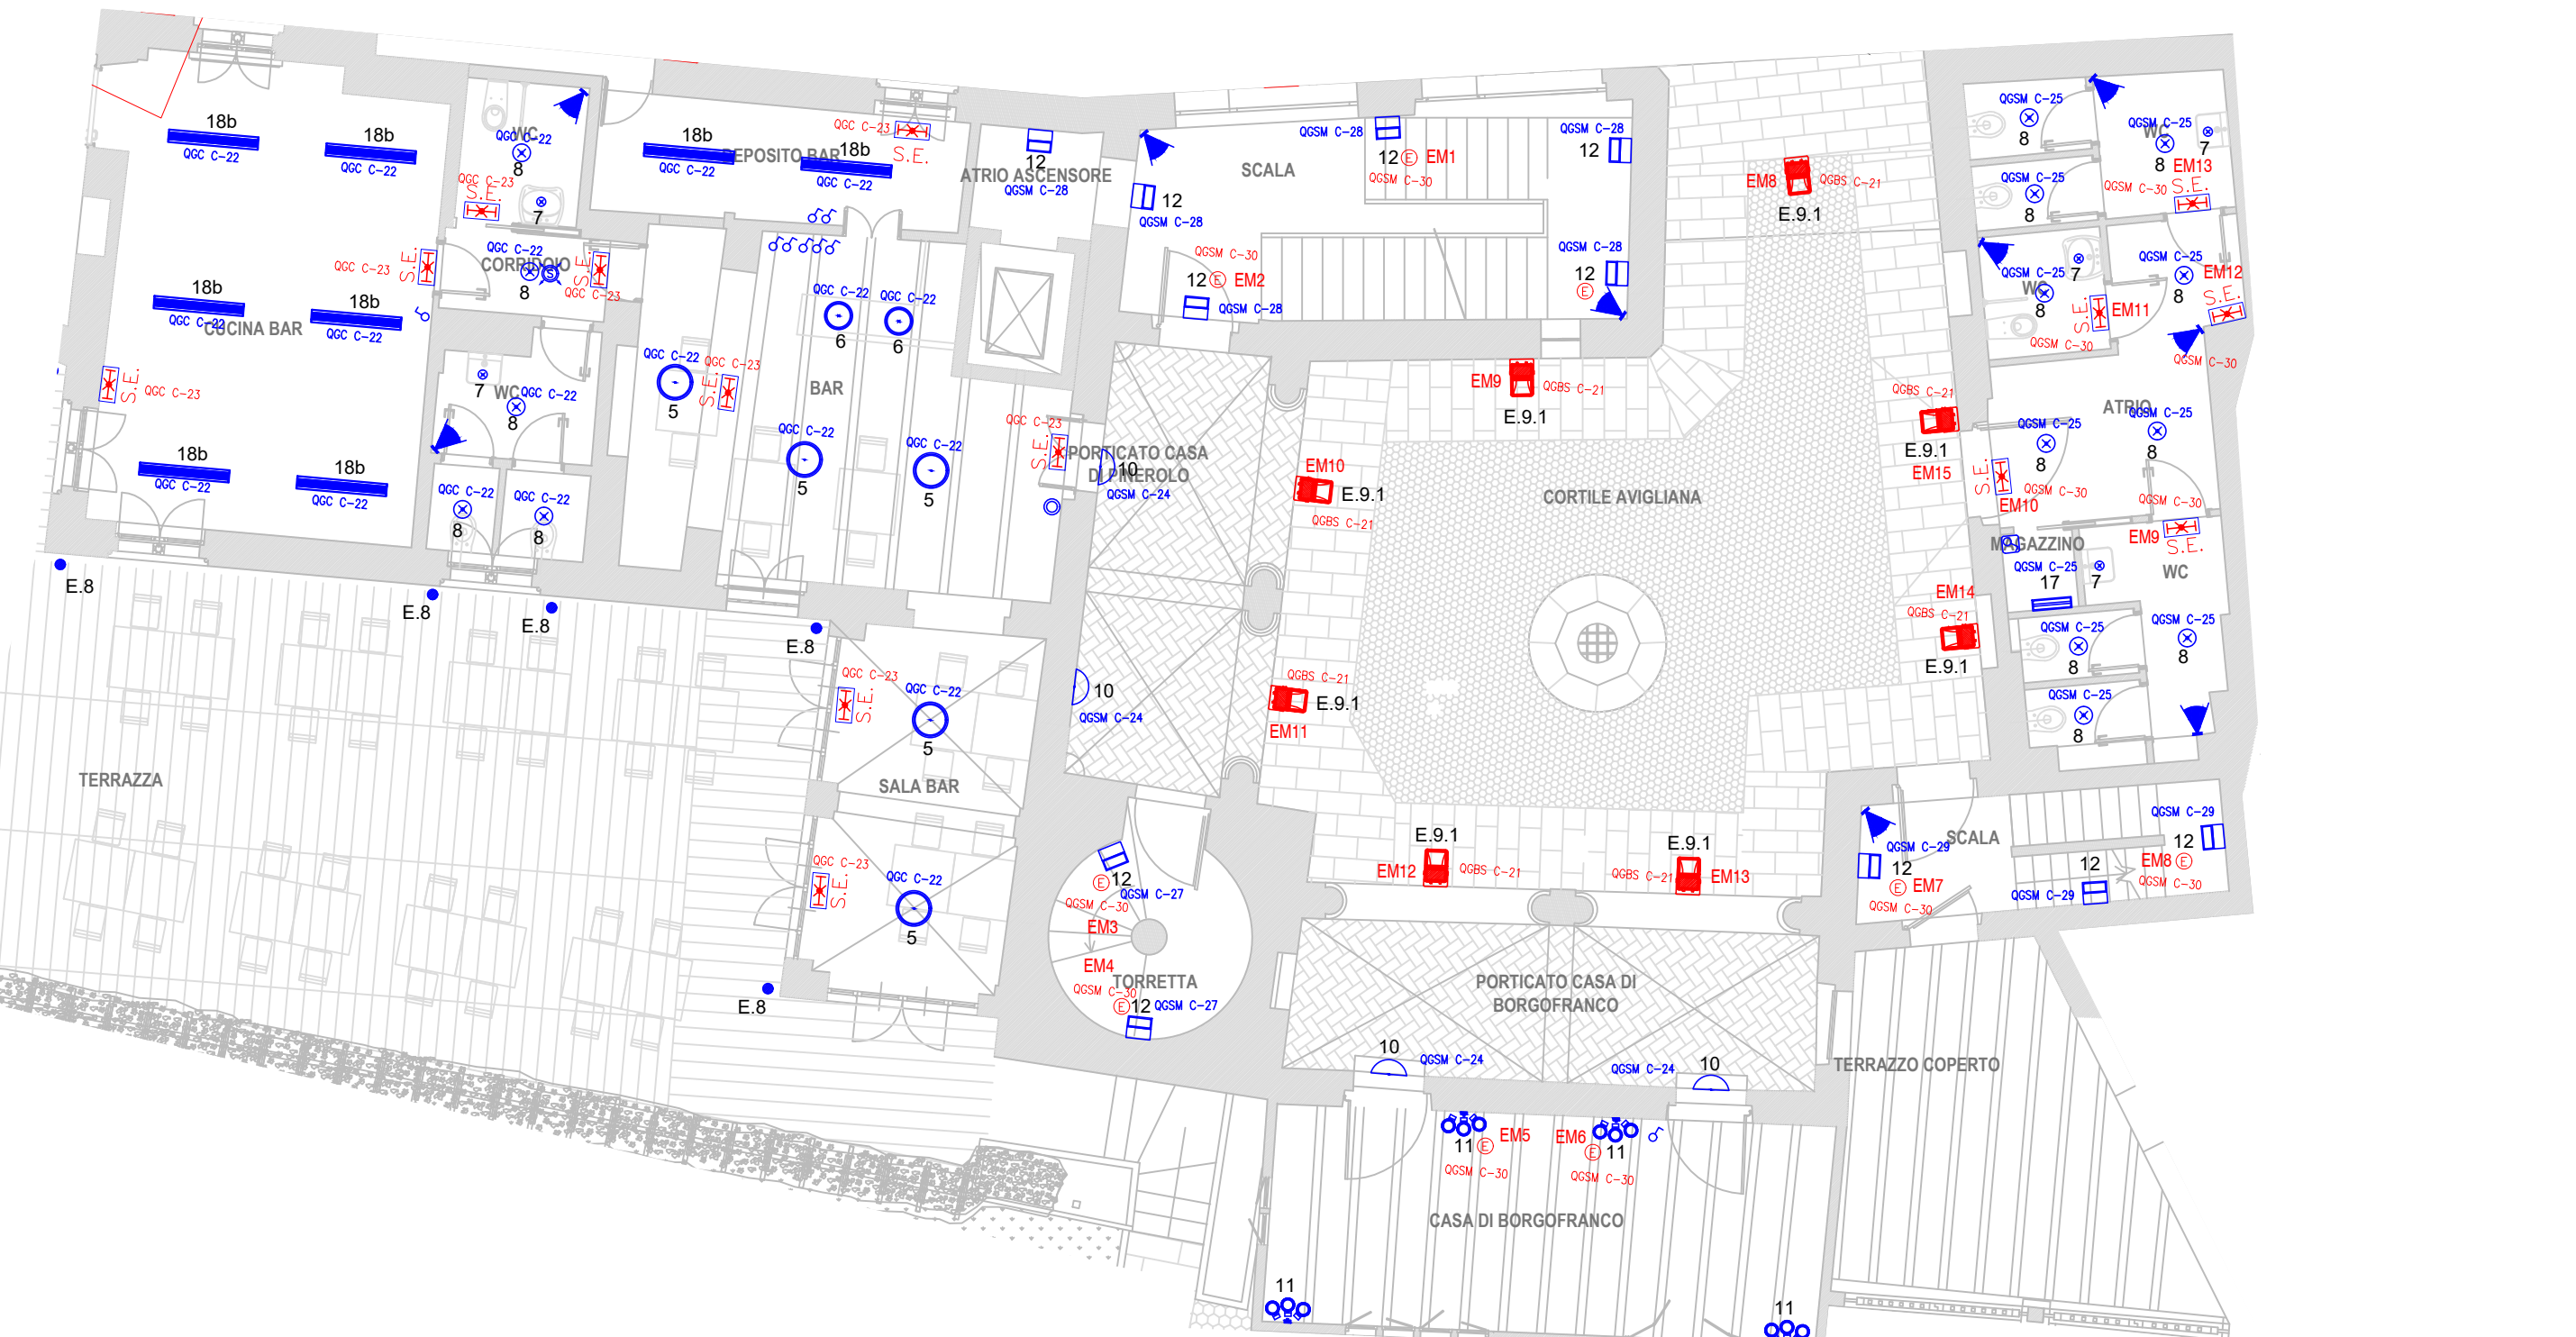 18b
QGC C-22
18b
QGC C-22
WC
QGC C-22
8
QGC C-23
S.E.
7
18b
QGC C-22
DEPOSITO BAR
18b
QGC C-22
QGC C-23
S.E.
12
ATRIO ASCENSORE
QGSM C-28
SCALA
12
QGSM C-28
QGSM C-28
12 E EM1
QGSM C-30
QGSM C-28
12
QGSM C-30
12 E EM2
QGSM C-28
QGSM C-28
12
E
EM8
QGBS C-21
E.9.1
QGSM C-25
8
QGSM C-25
WC
8
7
EM13
QGSM C-30
S.E.
QGSM C-25
8
QGSM C-25
WC
8
7
S.E.
EM11
QGSM C-30
QGSM C-25
8
EM12
S.E.
QGSM C-30
QGC C-23
S.E.
QGC C-22
CORRIDOIO
S
8
S.E.
QGC C-23
18b
QGC C-22
CUCINA BAR
18b
QGC C-22
S.E.
QGC C-23
7
WC
QGC C-22
8
QGC C-22
8
QGC C-22
8
18b
QGC C-22
18b
QGC C-22
QGC C-22
6
QGC C-22
6
QGC C-22
5
QGC C-23
S.E.
BAR
QGC C-22
5
QGC C-22
5
QGC C-23
S.E.
PORTICATO CASA
DI PINEROLO
10
QGSM C-24
10
QGSM C-24
EM9
QGBS C-21
E.9.1
EM10
E.9.1
QGBS C-21
CORTILE AVIGLIANA
QGBS C-21
E.9.1
EM15
ATRIO
QGSM C-25
8
QGSM C-25
8
S.E.
QGSM C-30
EM10
QGSM C-30
EM9
S.E.
MAGAZZINO
QGSM C-25
17
7
WC
EM14
QGBS C-21
E.9.1
QGSM C-25
8
QGSM C-25
8
QGSM C-25
8
E.8
E.8
E.8
E.8
QGC C-23
S.E.
QGC C-22
5
SALA BAR
TERRAZZA
QGC C-23
S.E.
QGC C-22
5
E.8
QGBS C-21
E.9.1
EM11
E.9.1
EM12
QGBS C-21
E.9.1
QGBS C-21
EM13
E 12
QGSM C-27
QGSM C-30
EM3
EM4
TORRETTA
QGSM C-30
E 12
QGSM C-27
SCALA
QGSM C-29
12
E EM7
QGSM C-30
QGSM C-29
12
EM8 E
QGSM C-30
12
QGSM C-29
PORTICATO CASA DI
BORGOFRANCO
10
QGSM C-24
10
QGSM C-24
TERRAZZO COPERTO
EM5
11 E
QGSM C-30
EM6
E 11
QGSM C-30
CASA DI BORGOFRANCO
11
11